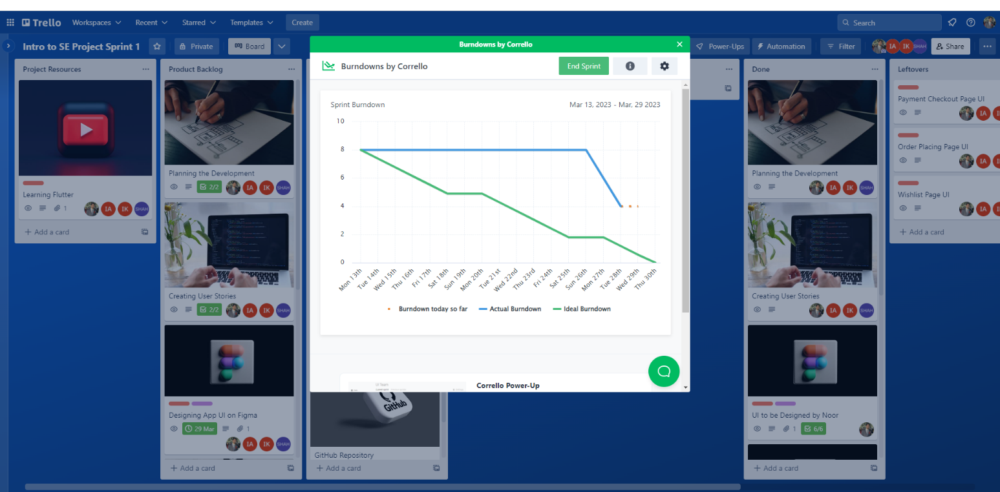 Trello
Workspaces
Recent
Starred
Templates
Create
Search
Intro to SE Project Sprint 1
Private
Board
Power-Ups
Automation
Filter
IA
IK
SHAH
Share
Project Resources
Learning Flutter
1
IA
IK
SHAH
Add a card
Product Backlog
Planning the Development
2/2
IA
IK
SHAH
Creating User Stories
2/2
IA
IK
SHAH
Designing App UI on Figma
29 Mar
1
IA
IK
SHAH
Add a card
Burndowns by Corrello
Burndowns by Corrello
End Sprint
Sprint Burndown
Mar 13, 2023 - Mar, 29 2023
10
8
6
4
2
0
Mon 13th
Tue 14th
Wed 15th
Thu 16th
Fri 17th
Sat 18th
Sun 19th
Mon 20th
Tue 21st
Wed 22nd
Thu 23rd
Fri 24th
Sat 25th
Sun 26th
Mon 27th
Tue 28th
Wed 29th
Thu 30th
Burndown today so far
Actual Burndown
Ideal Burndown
UI Team
Corrello Power-Up
GitHub
GitHub Repository
Add a card
Done
Planning the Development
IA
IK
SHAH
Creating User Stories
IA
IK
SHAH
UI to be Designed by Noor
1
6/6
Add a card
Leftovers
Payment Checkout Page UI
IA
Order Placing Page UI
IA
Wishlist Page UI
IA
Add a card